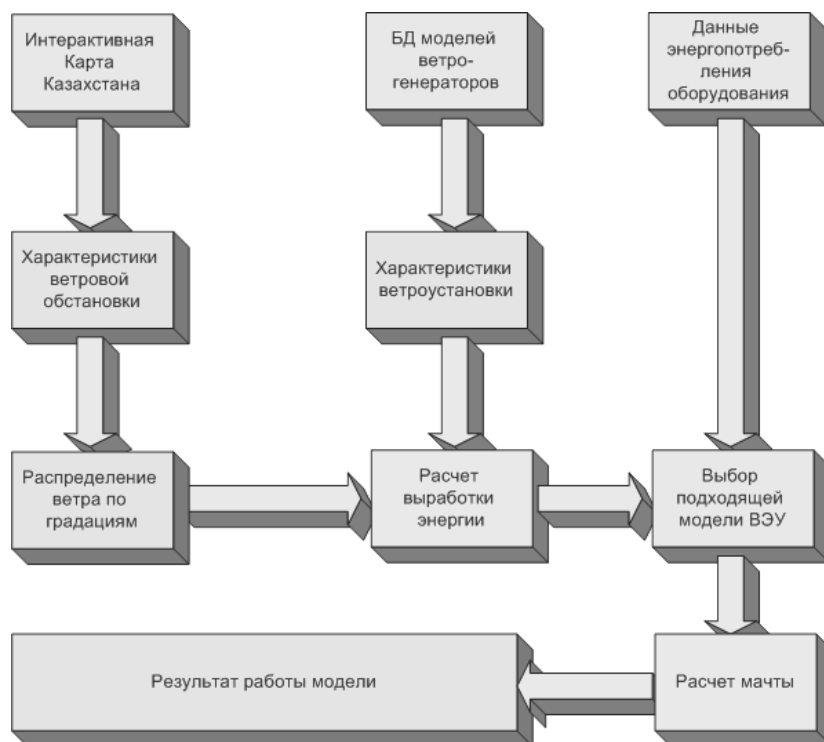 Интерактивная
Карта
Казахстана
БД моделей
ветро-
генераторов
Данные
энергопотреб-
ления
оборудования
Характеристики
ветровой
обстановки
Характеристики
ветроустановки
Распределение
ветра по
градациям
Расчет
выработки
энергии
Выбор
подходящей
модели ВЭУ
Результат работы модели
Расчет мачты